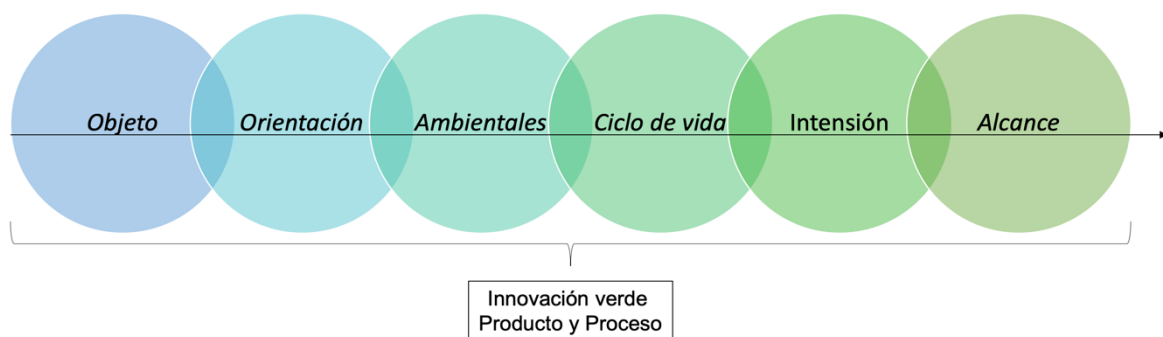 Objeto
Orientación
Ambientales
Ciclo de vida
Intensión
Alcance
Innovación verde
Producto y Proceso